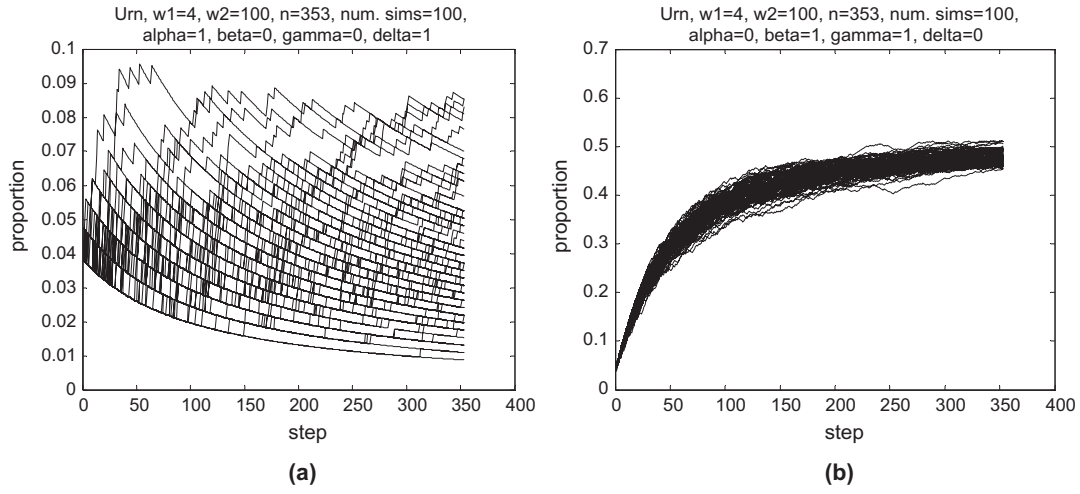 Urn, w1=4, w2=100, n=353, num. sims=100,
alpha=1, beta=0, gamma=0, delta=1
0.1
0.09
0.08
0.07
0.06
0.05
0.04
0.03
0.02
0.01
0
proportion
0 50 100 150 200 250 300 350 400
step
(a)
Urn, w1=4, w2=100, n=353, num. sims=100,
alpha=0, beta=1, gamma=1, delta=0
0.7
0.6
0.5
0.4
0.3
0.2
0.1
0
proportion
0 50 100 150 200 250 300 350 400
step
(b)